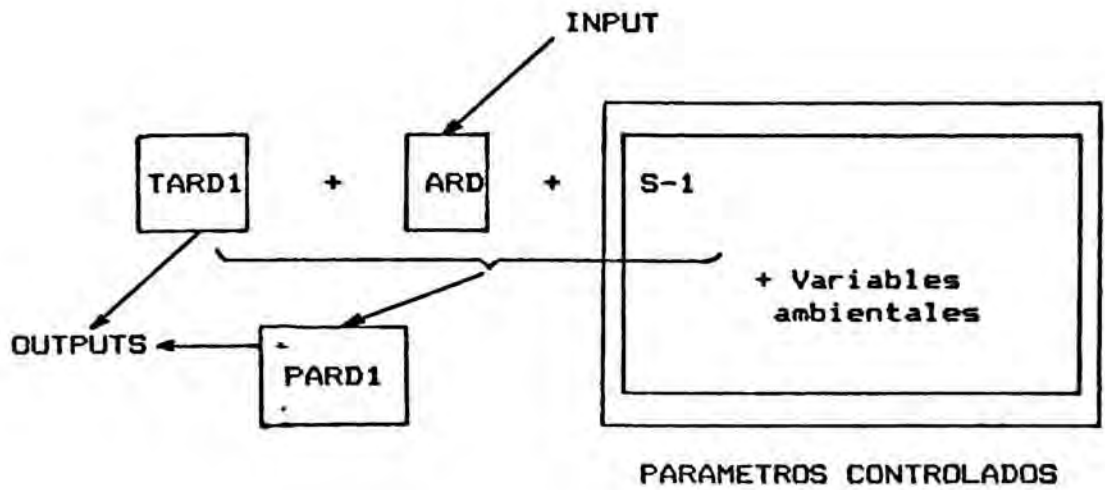 INPUT
TARD1 + ARD + S-1
+ Variables
ambientales
OUTPUTS
PARD1
PARAMETROS CONTROLADOS